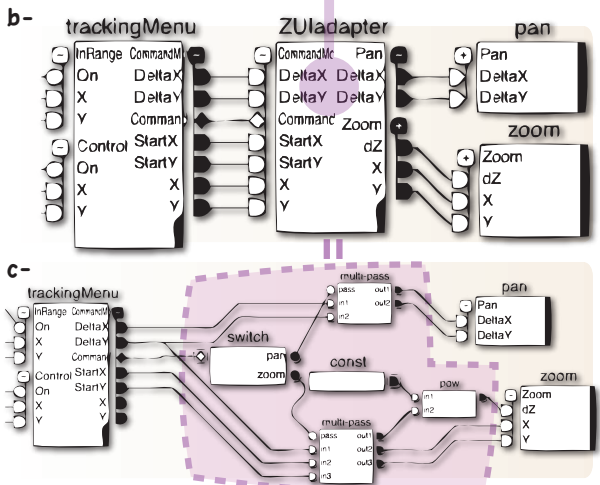 b-
trackingMenu
ZUIadapter
pan
InRange
CommandM
On
DeltaX
X
DeltaY
Y
Command
Control
StartX
On
StartY
X
X
Y
Y
CommandMc
Pan
DeltaX
DeltaX
DeltaY
DeltaY
Command
Zoom
StartX
dZ
StartY
X
X
Y
Y
Pan
DeltaX
DeltaY
zoom
Zoom
dZ
X
Y
c-
trackingMenu
InRange
CommandM
On
DeltaX
X
DeltaY
Y
Comman
Control
StartX
On
StartY
X
X
Y
Y
switch
pan
zoom
multi-pass
pass
out1
in1
out2
in2
const
pow
in1
in2
multi-pass
pass
out1
in1
out2
in2
out3
in3
pan
Pan
DeltaX
DeltaY
zoom
Zoom
dZ
X
Y